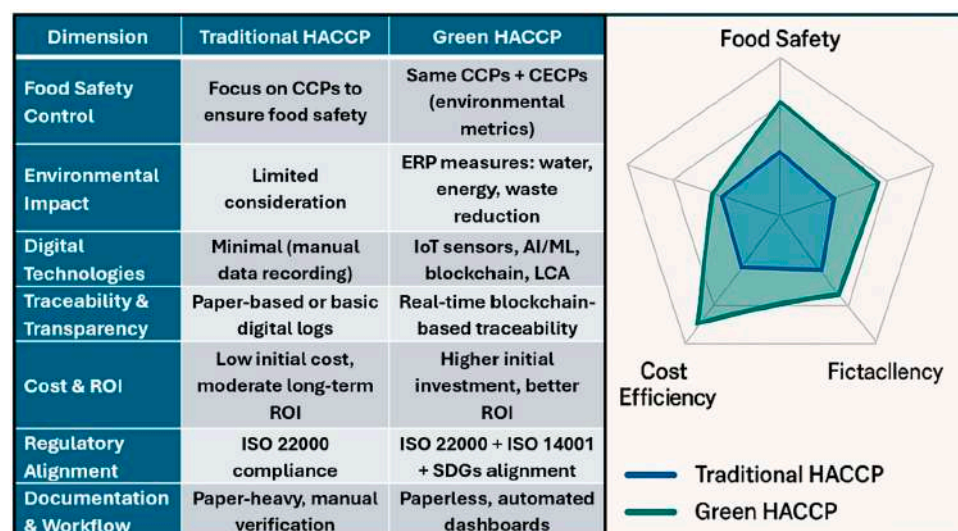 Dimension
Traditional HACCP
Green HACCP
Food Safety
Control
Focus on CCPs to
ensure food safety
Same CCPs + CECPs
(environmental
metrics)
Environmental
Impact
Limited
consideration
ERP measures: water,
energy, waste
reduction
Digital
Technologies
Minimal (manual
data recording)
IoT sensors, AI/ML,
blockchain, LCA
Traceability &
Transparency
Paper-based or basic
digital logs
Real-time blockchain-
based traceability
Cost & ROI
Low initial cost,
moderate long-term
ROI
Higher initial
investment, better
ROI
Regulatory
Alignment
ISO 22000
compliance
ISO 22000 + ISO 14001
+ SDGs alignment
Documentation
& Workflow
Paper-heavy, manual
verification
Paperless, automated
dashboards
Food Safety
Cost
Efficiency
Fictacllency
Traditional HACCP
Green HACCP